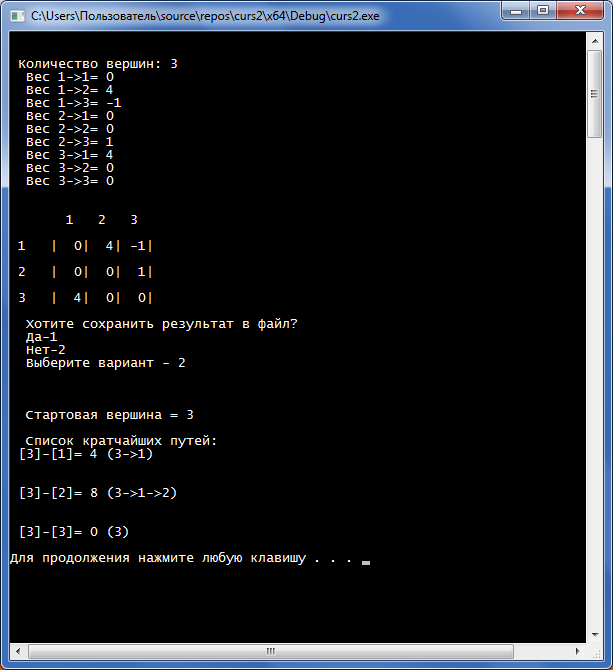 C:\Users\Пользователь\source\repos\curs2\x64\Debug\curs2.exe
Количество вершин: 3
Вес 1->1= 0
Вес 1->2= 4
Вес 1->3= -1
Вес 2->1= 0
Вес 2->2= 0
Вес 2->3= 1
Вес 3->1= 4
Вес 3->2= 0
Вес 3->3= 0
1 2 3
1 | 0| 4| -1|
2 | 0| 0| 1|
3 | 4| 0| 0|
Хотите сохранить результат в файл?
Да-1
Нет-2
Выберите вариант - 2
Стартовая вершина = 3
Список кратчайших путей:
[3]-[1]= 4 (3->1)
[3]-[2]= 8 (3->1->2)
[3]-[3]= 0 (3)
Для продолжения нажмите любую клавишу . . .